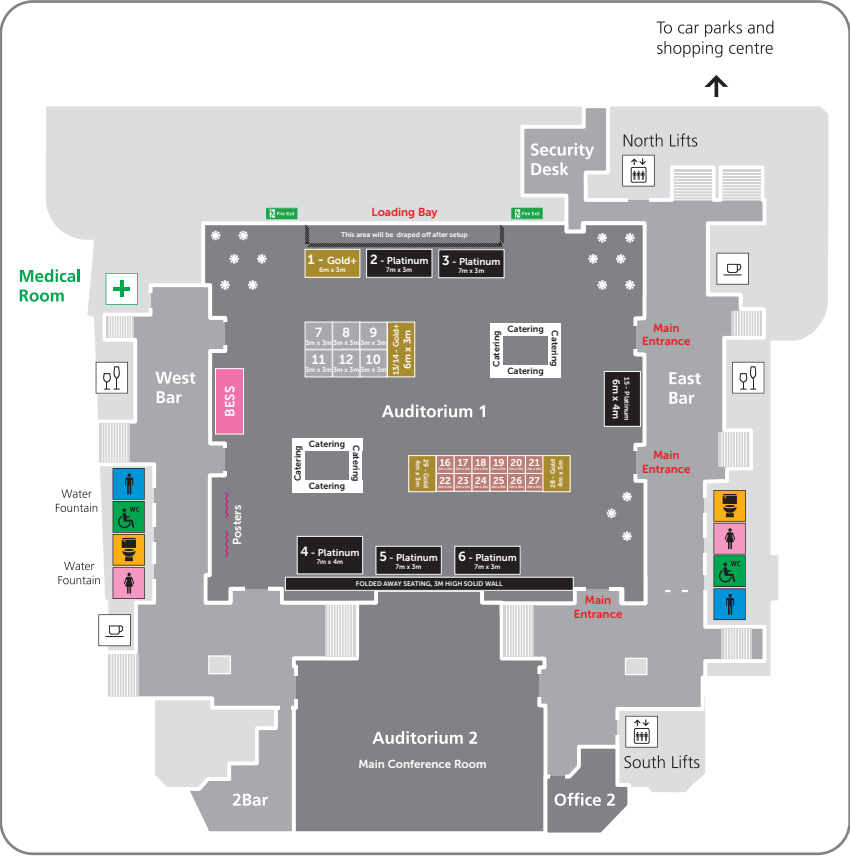 To car parks and
shopping centre
North Lifts
Security
Desk
Fire Exit
Loading Bay
Fire Exit
This area will be draped off after setup
1 - Gold+
6m x 3m
2 - Platinum
7m x 3m
3 - Platinum
7m x 3m
Medical
Room
7
3m x 3m
8
3m x 3m
9
3m x 3m
11
3m x 3m
12
3m x 3m
10
3m x 3m
13/14 - Gold+
6m x 3m
Catering
Catering
Catering
Catering
Main
Entrance
West
Bar
BESS
Auditorium 1
15 - Platinum
6m x 4m
East
Bar
Catering
Catering
Catering
Catering
29 - Gold
4m x 3m
16
17
18
19
20
21
22
23
24
25
26
27
28 - Gold
4m x 3m
Main
Entrance
Water
Fountain
WC
Water
Fountain
Posters
WC
4 - Platinum
7m x 4m
5 - Platinum
7m x 3m
6 - Platinum
7m x 3m
FOLDED AWAY SEATING, 3M HIGH SOLID WALL
Main
Entrance
Auditorium 2
Main Conference Room
South Lifts
2Bar
Office 2